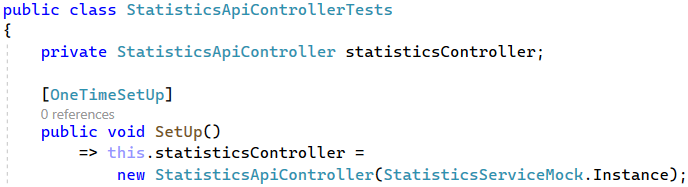 public class StatisticsApiControllerTests
{
    private StatisticsApiController statisticsController;
    [OneTimeSetUp]
    0 references
    public void SetUp()
        => this.statisticsController =
            new StatisticsApiController(StatisticsServiceMock.Instance);